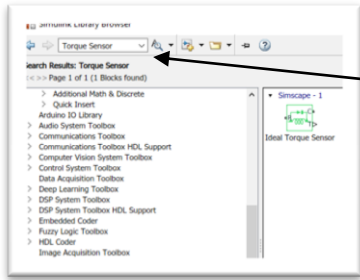 Simulink Library Browser
Torque Sensor
Search Results: Torque Sensor
<< >> Page 1 of 1 (1 Blocks found)
> Additional Math & Discrete
> Quick Insert
Arduino IO Library
> Audio System Toolbox
> Communications Toolbox
> Communications Toolbox HDL Support
> Computer Vision System Toolbox
> Control System Toolbox
Data Acquisition Toolbox
> Deep Learning Toolbox
> DSP System Toolbox
> DSP System Toolbox HDL Support
> Embedded Coder
> Fuzzy Logic Toolbox
> HDL Coder
Image Acquisition Toolbox
Simscape - 1
Ideal Torque Sensor